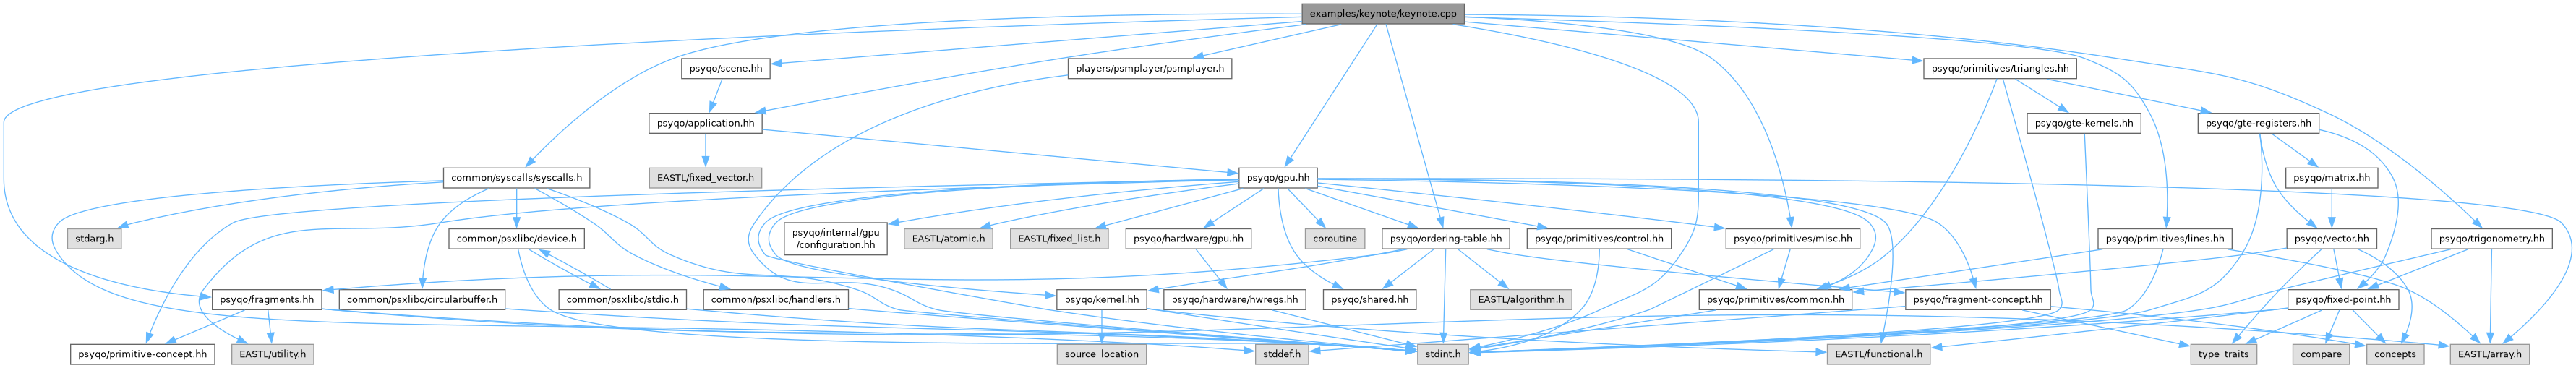 examples/keynote/keynote.cpp
psyqo/scene.hh
players/psmplayer/psmplayer.h
psyqo/primitives/triangles.hh
psyqo/application.hh
psyqo/gte-kernels.hh
psyqo/gte-registers.hh
common/syscalls/syscalls.h
EASTL/fixed_vector.h
psyqo/gpu.hh
psyqo/matrix.hh
stdarg.h
common/psxlibc/device.h
psyqo/internal/gpu
/configuration.hh
EASTL/atomic.h
EASTL/fixed_list.h
psyqo/hardware/gpu.hh
coroutine
psyqo/ordering-table.hh
psyqo/primitives/control.hh
psyqo/primitives/misc.hh
psyqo/primitives/lines.hh
psyqo/vector.hh
psyqo/trigonometry.hh
psyqo/fragments.hh
common/psxlibc/circularbuffer.h
common/psxlibc/stdio.h
common/psxlibc/handlers.h
psyqo/kernel.hh
psyqo/hardware/hwregs.hh
psyqo/shared.hh
EASTL/algorithm.h
psyqo/primitives/common.hh
psyqo/fragment-concept.hh
psyqo/fixed-point.hh
psyqo/primitive-concept.hh
EASTL/utility.h
source_location
stddef.h
stdint.h
EASTL/functional.h
type_traits
compare
concepts
EASTL/array.h